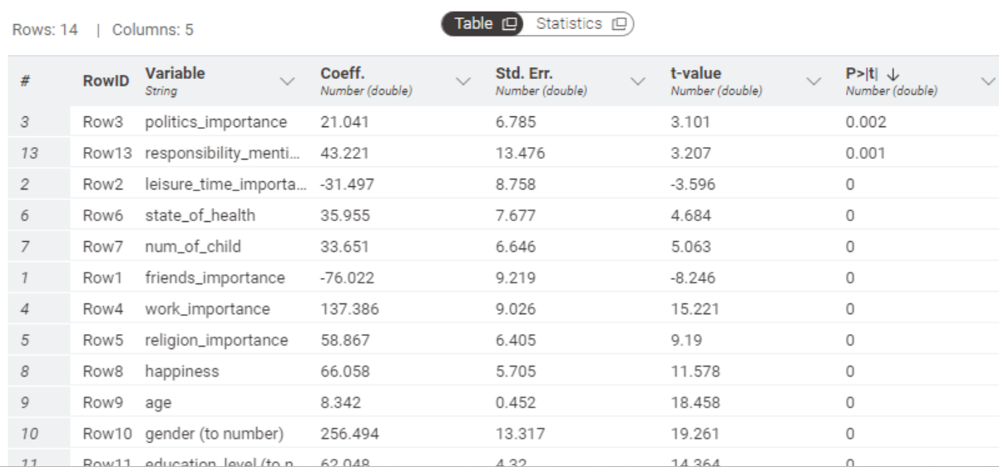 Rows: 14 | Columns: 5 Table Statistics
# RowID Variable Coeff. Std. Err. t-value P>|t| ↓
String Number (double) Number (double) Number (double) Number (double)
3 Row3 politics_importance 21.041 6.785 3.101 0.002
13 Row13 responsibility_menti... 43.221 13.476 3.207 0.001
2 Row2 leisure_time_importa... -31.497 8.758 -3.596 0
6 Row6 state_of_health 35.955 7.677 4.684 0
7 Row7 num_of_child 33.651 6.646 5.063 0
1 Row1 friends_importance -76.022 9.219 -8.246 0
4 Row4 work_importance 137.386 9.026 15.221 0
5 Row5 religion_importance 58.867 6.405 9.19 0
8 Row8 happiness 66.058 5.705 11.578 0
9 Row9 age 8.342 0.452 18.458 0
10 Row10 gender (to number) 256.494 13.317 19.261 0
11 Row11 education_level (to n... 62.048 4.32 14.364 0